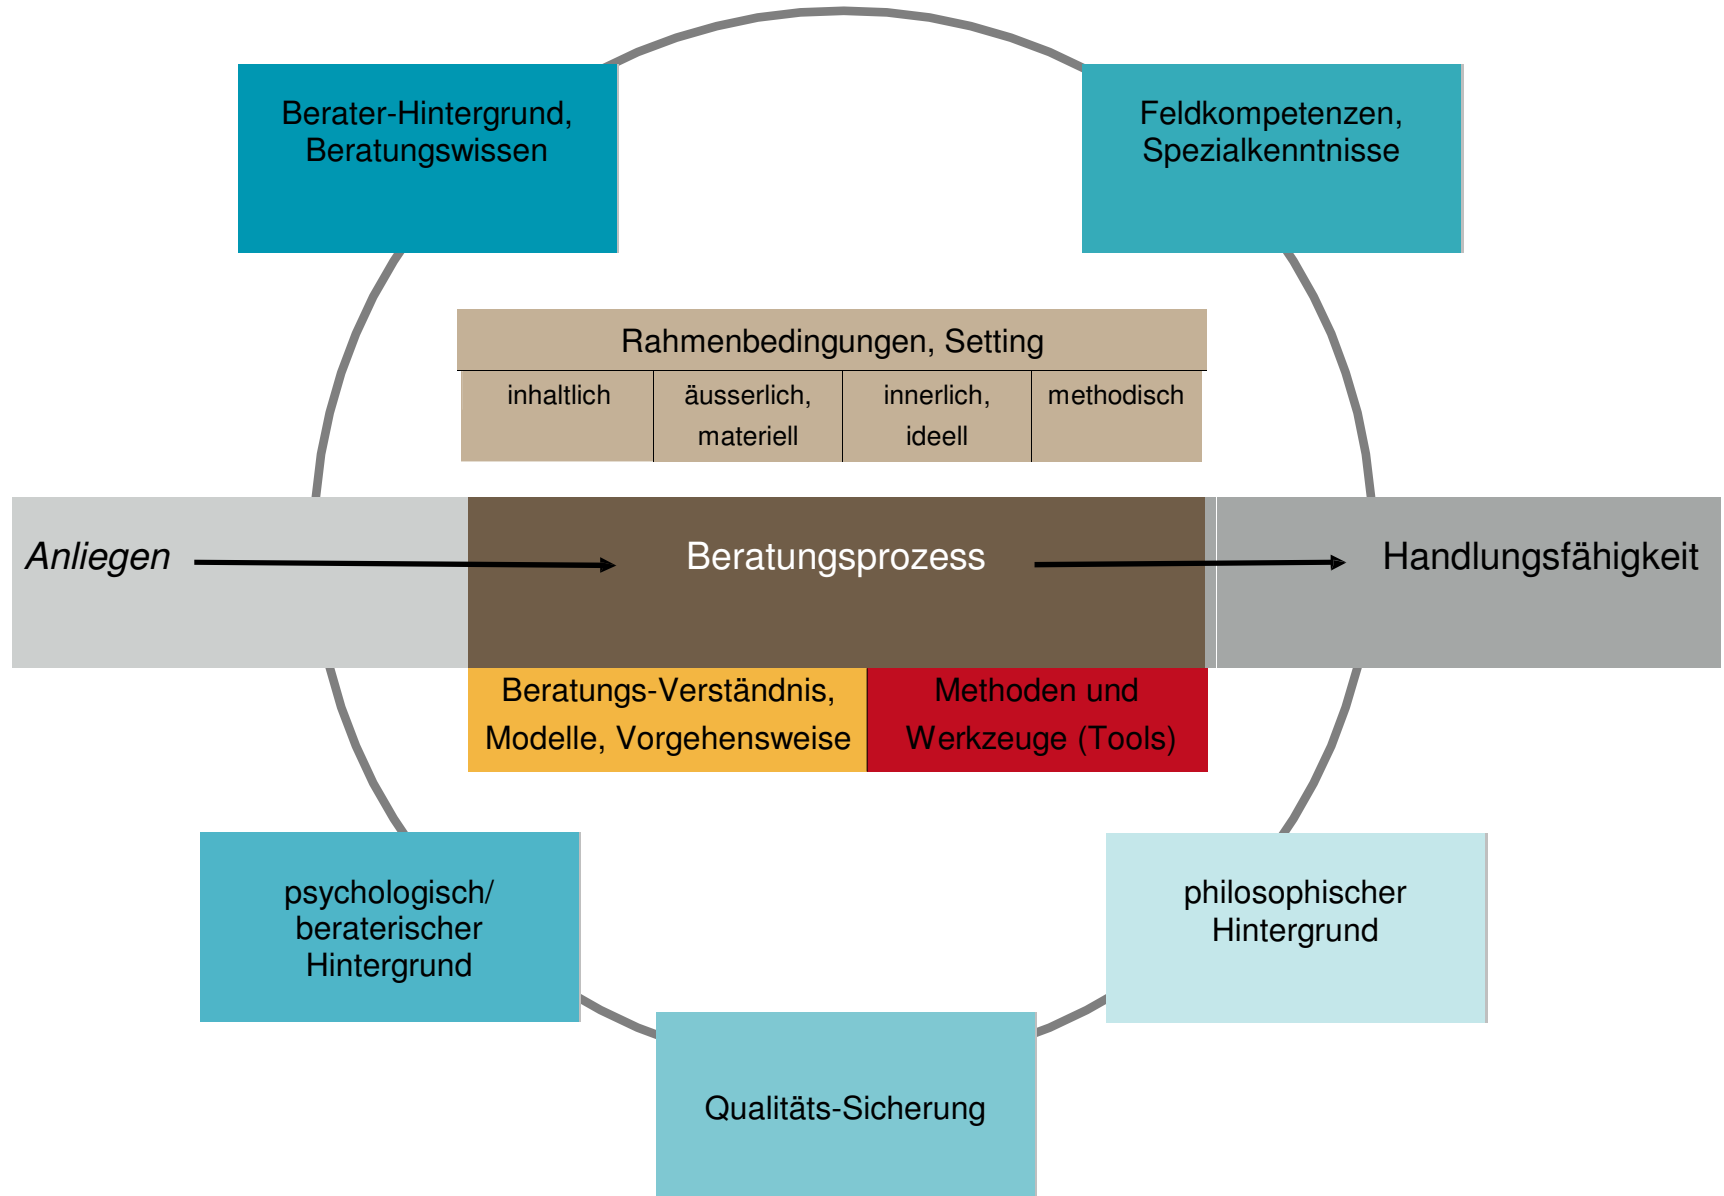 Berater-Hintergrund,
Beratungswissen
Feldkompetenzen,
Spezialkenntnisse
Rahmenbedingungen, Setting
inhaltlich
äusserlich,
materiell
innerlich,
ideell
methodisch
Anliegen
Beratungsprozess
Handlungsfähigkeit
Beratungs-Verständnis,
Modelle, Vorgehensweise
Methoden und
Werkzeuge (Tools)
psychologisch/
beraterischer
Hintergrund
philosophischer
Hintergrund
Qualitäts-Sicherung